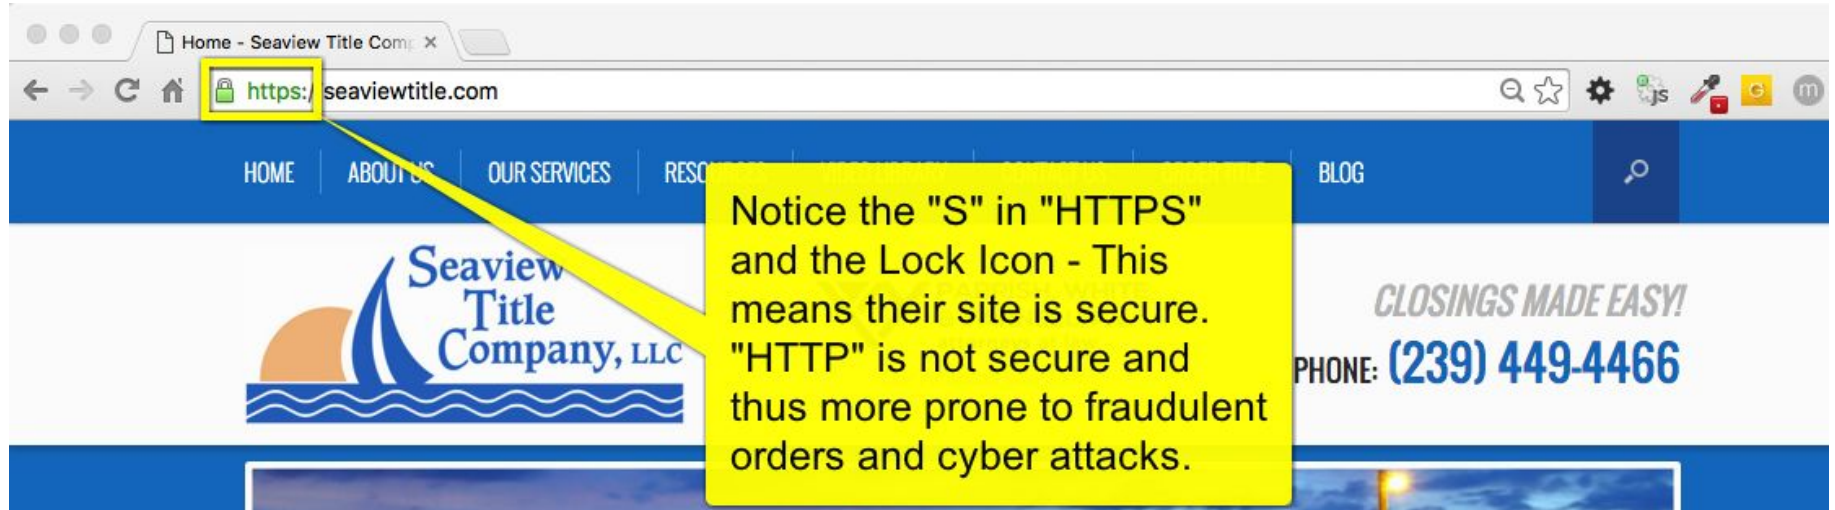 Home - Seaview Title Com
https:/ seaviewtitle.com
js
G
m
HOME ABOUT US OUR SERVICES BLOG
Notice the "S" in "HTTPS"
and the Lock Icon - This
means their site is secure.
"HTTP" is not secure and
thus more prone to fraudulent
orders and cyber attacks.
Seaview
Title
Company, LLC
CLOSINGS MADE EASY!
PHONE: (239) 449-4466